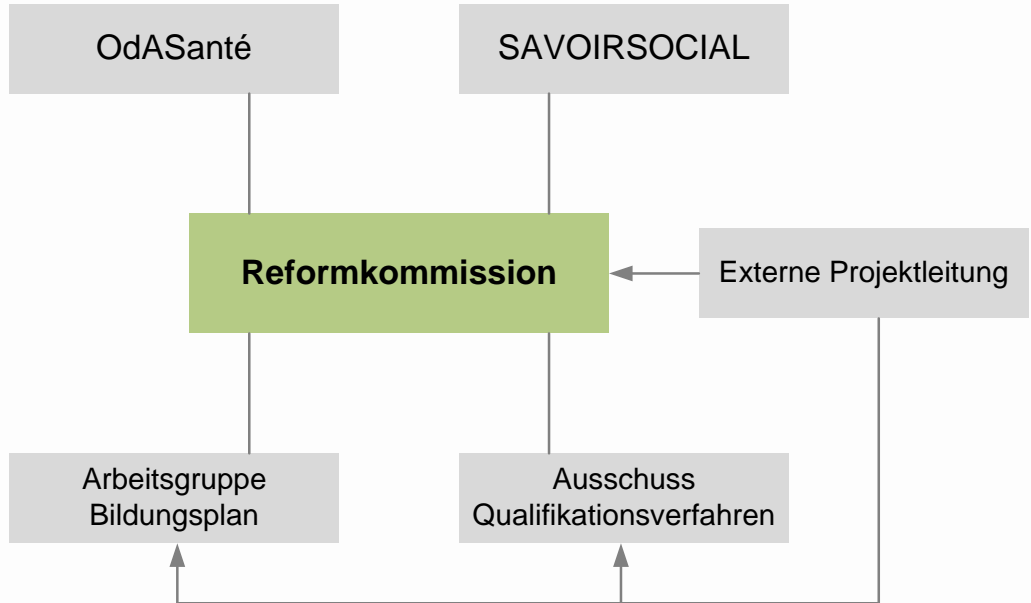 OdASanté
SAVOIRSOCIAL
Reformkommission
Externe Projektleitung
Arbeitsgruppe
Bildungsplan
Ausschuss
Qualifikationsverfahren